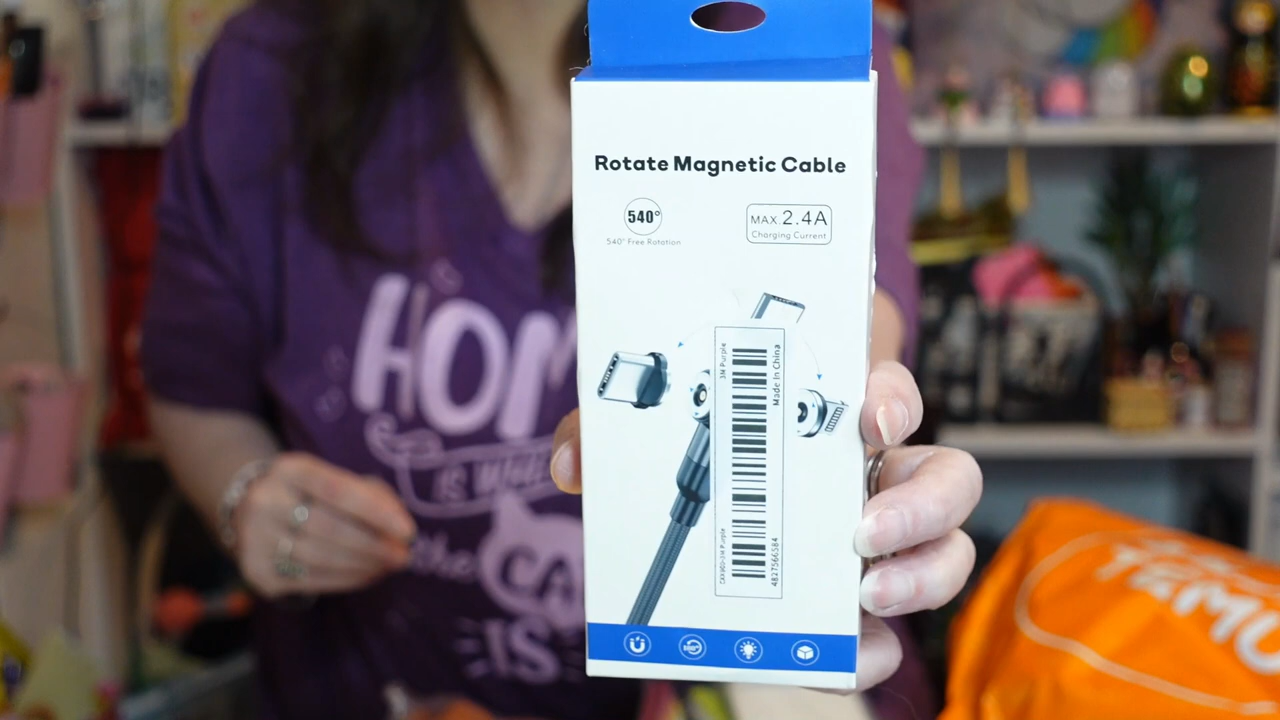 Rotate Magnetic Cable
540°
540° Free Rotation
MAX. 2.4A
Charging Current
3M Purple
Made In China
4827566584
HOM
is
the CA
IS
TEMU